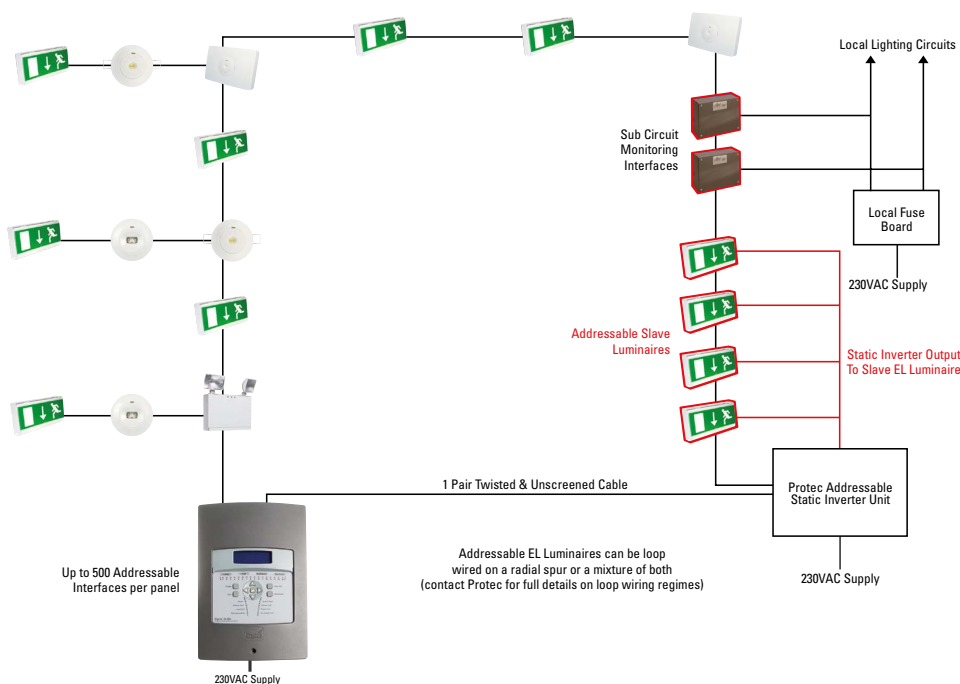 Local Lighting Circuits
Sub Circuit
Monitoring
Interfaces
Local Fuse
Board
230VAC Supply
Addressable Slave
Luminaires
Static Inverter Output
To Slave EL Luminaire
1 Pair Twisted & Unscreened Cable
Protec Addressable
Static Inverter Unit
Up to 500 Addressable
Interfaces per panel
Addressable EL Luminaires can be loop
wired on a radial spur or a mixture of both
(contact Protec for full details on loop wiring regimes)
230VAC Supply
230VAC Supply